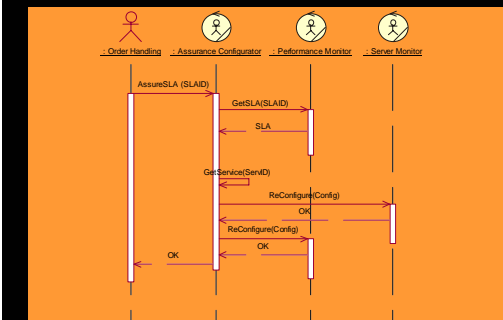 : Order Handling
: Assurance Configurator
: Performance Monitor
: Server Monitor
AssureSLA (SLAID)
GetSLA(SLAID)
SLA
GetService(ServID)
ReConfigure(Config)
OK
ReConfigure(Config)
OK
OK